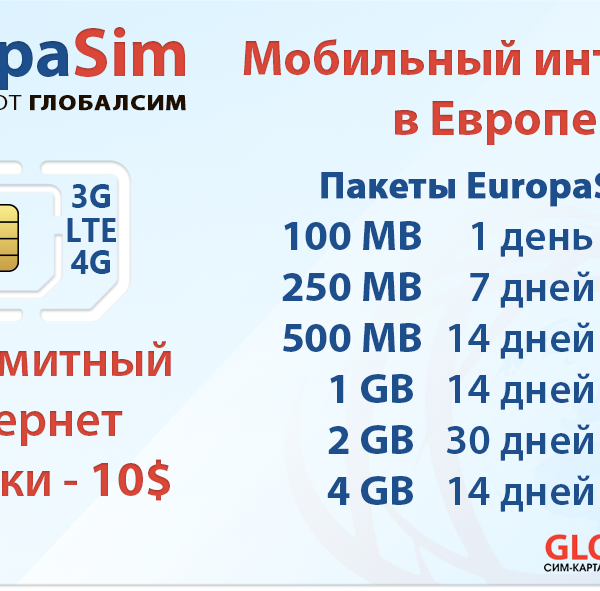 paSim
ОТ ГЛОБАЛСИМ
3G
LTE
4G
митный
ернет
ки - 10$
Мобильный инт
в Европе
Пакеты EuropaS
100 MB 1 день
250 MB 7 дней
500 MB 14 дней
1 GB 14 дней
2 GB 30 дней
4 GB 14 дней
GLO
СИМ-КАРТА